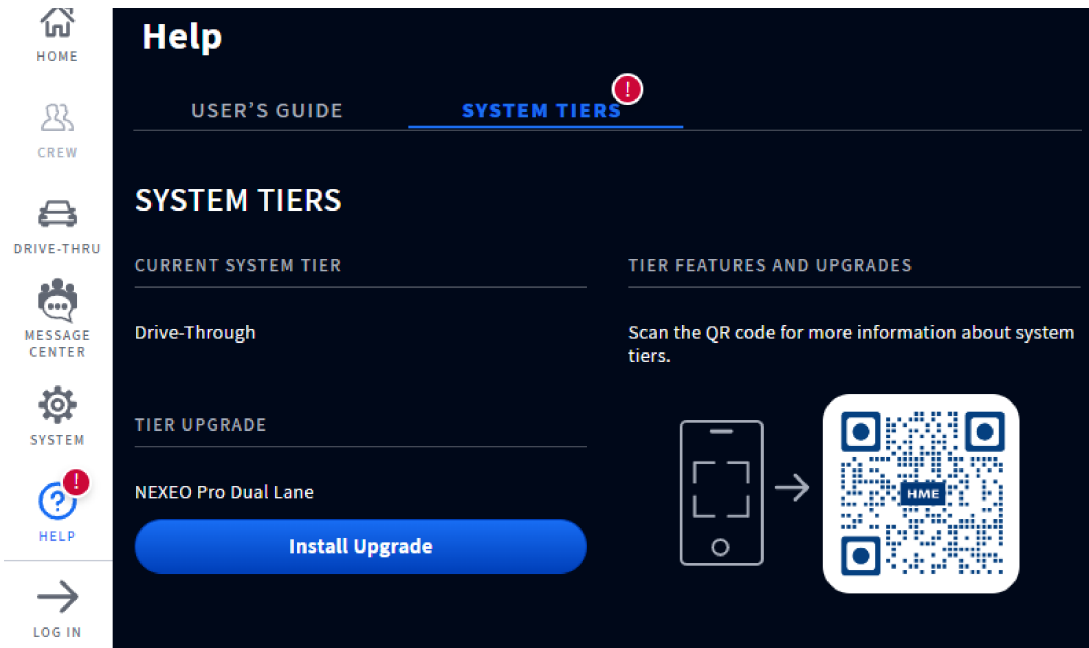 HOME
CREW
DRIVE-THRU
MESSAGE
CENTER
SYSTEM
!
HELP
LOG IN
Help
USER'S GUIDE
SYSTEM TIERS
!
SYSTEM TIERS
CURRENT SYSTEM TIER
Drive-Through
TIER UPGRADE
NEXEO Pro Dual Lane
Install Upgrade
TIER FEATURES AND UPGRADES
Scan the QR code for more information about system
tiers.
HME